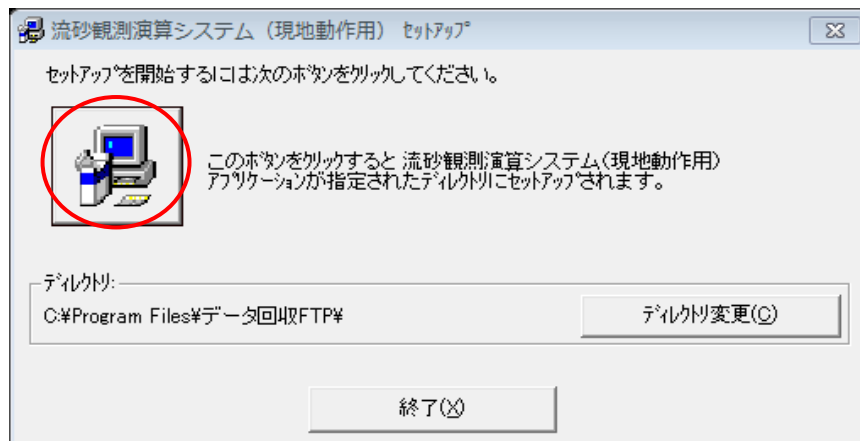 流砂観測演算システム（現地動作用） ｾｯﾄｱｯﾌﾟ
ｾｯﾄｱｯﾌﾟを開始するには次のﾎﾞﾀﾝをｸﾘｯｸしてください。
このﾎﾞﾀﾝをｸﾘｯｸすると 流砂観測演算システム(現地動作用)
ｱﾌﾟﾘｹｰｼｮﾝが指定されたﾃﾞｨﾚｸﾄﾘにｾｯﾄｱｯﾌﾟされます。
ﾃﾞｨﾚｸﾄﾘ:
C:¥Program Files¥データ回収FTP¥
ﾃﾞｨﾚｸﾄﾘ変更(C)
終了(X)